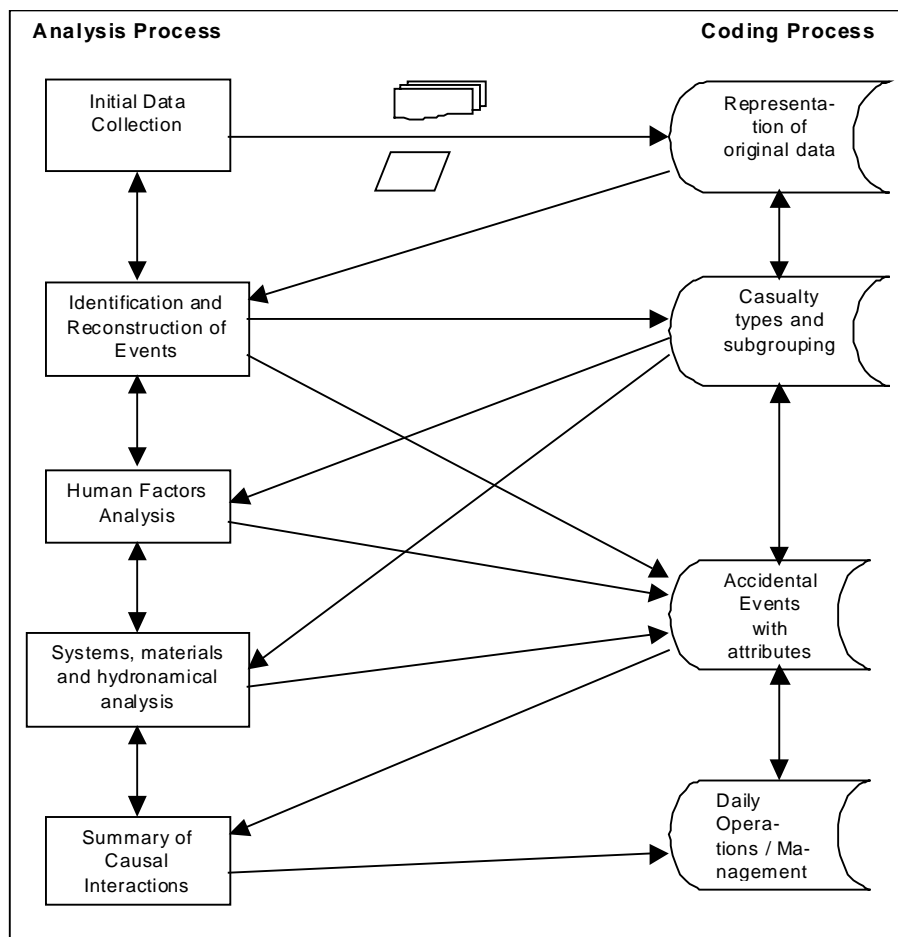 Analysis Process
Coding Process
Initial Data
Collection
Representa-
tion of
original data
Identification and
Reconstruction of
Events
Casualty
types and
subgrouping
Human Factors
Analysis
Accidental
Events
with
attributes
Systems, materials
and hydronamical
analysis
Daily
Opera-
tions / Ma-
nagement
Summary of
Causal
Interactions